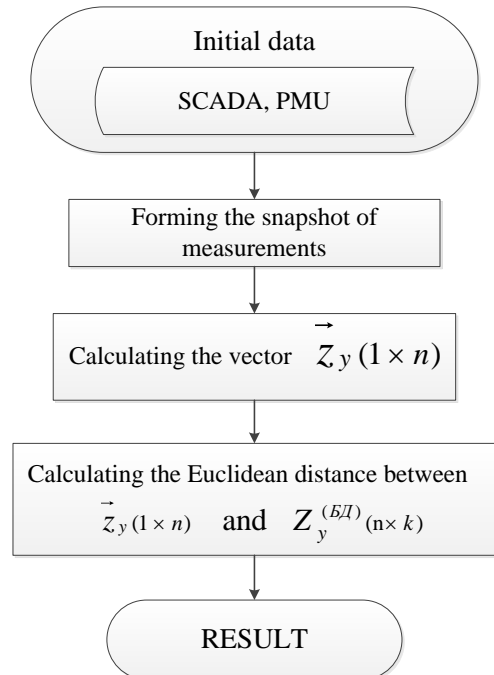 Initial data
SCADA, PMU
Forming the snapshot of
measurements
Calculating the vector z⃗ y (1 × n)
Calculating the Euclidean distance between
z⃗ y (1 × n) and Z y (БД) (n × k)
RESULT